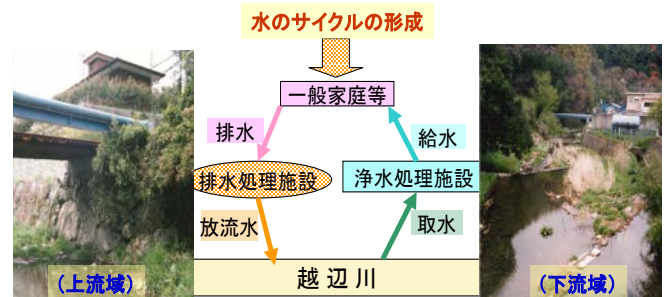 水のサイクルの形成
一般家庭等
排水
給水
排水処理施設
浄水処理施設
放流水
取水
越辺川
(上流域)
(下流域)